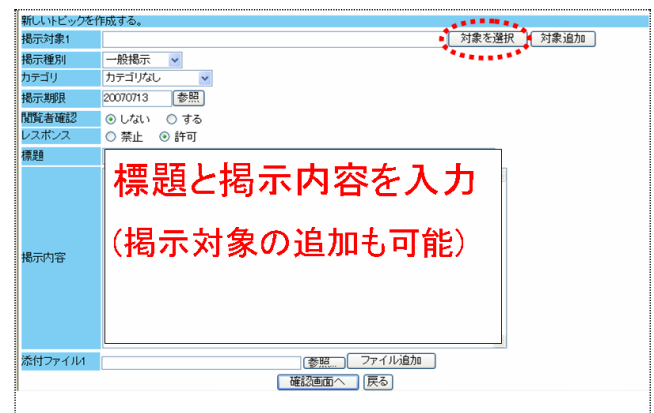 新しいトピックを作成する。
掲示対象1 対象を選択 対象追加
掲示種別 一般掲示
カテゴリ カテゴリなし
掲示期限 20070713 参照
閲覧者確認 しない する
レスポンス 禁止 許可
標題
標題と掲示内容を入力
(掲示対象の追加も可能)
掲示内容
添付ファイル1 参照... ファイル追加
確認画面へ 戻る